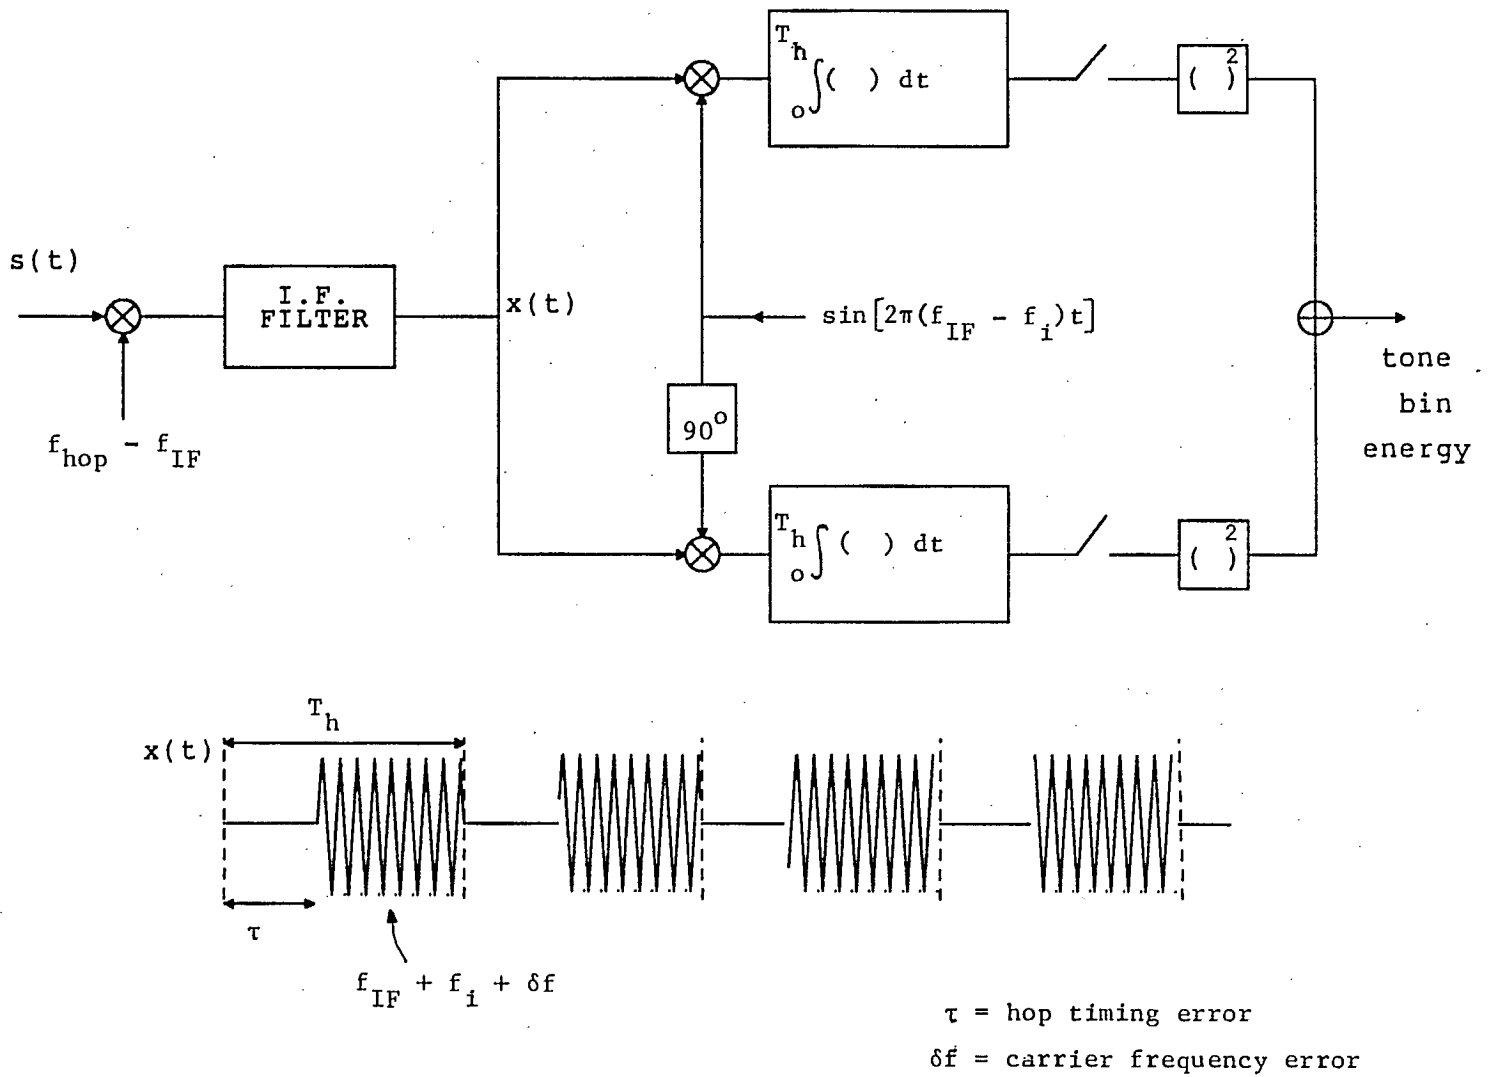 T_h
o∫( ) dt
( )^2
s(t)
I.F.
FILTER
x(t)
sin[2π(f_IF - f_i)t]
f_hop - f_IF
90^o
tone
bin
energy
T_h
o∫( ) dt
( )^2
T_h
x(t)
τ
f_IF + f_i + δf
τ = hop timing error
δf = carrier frequency error